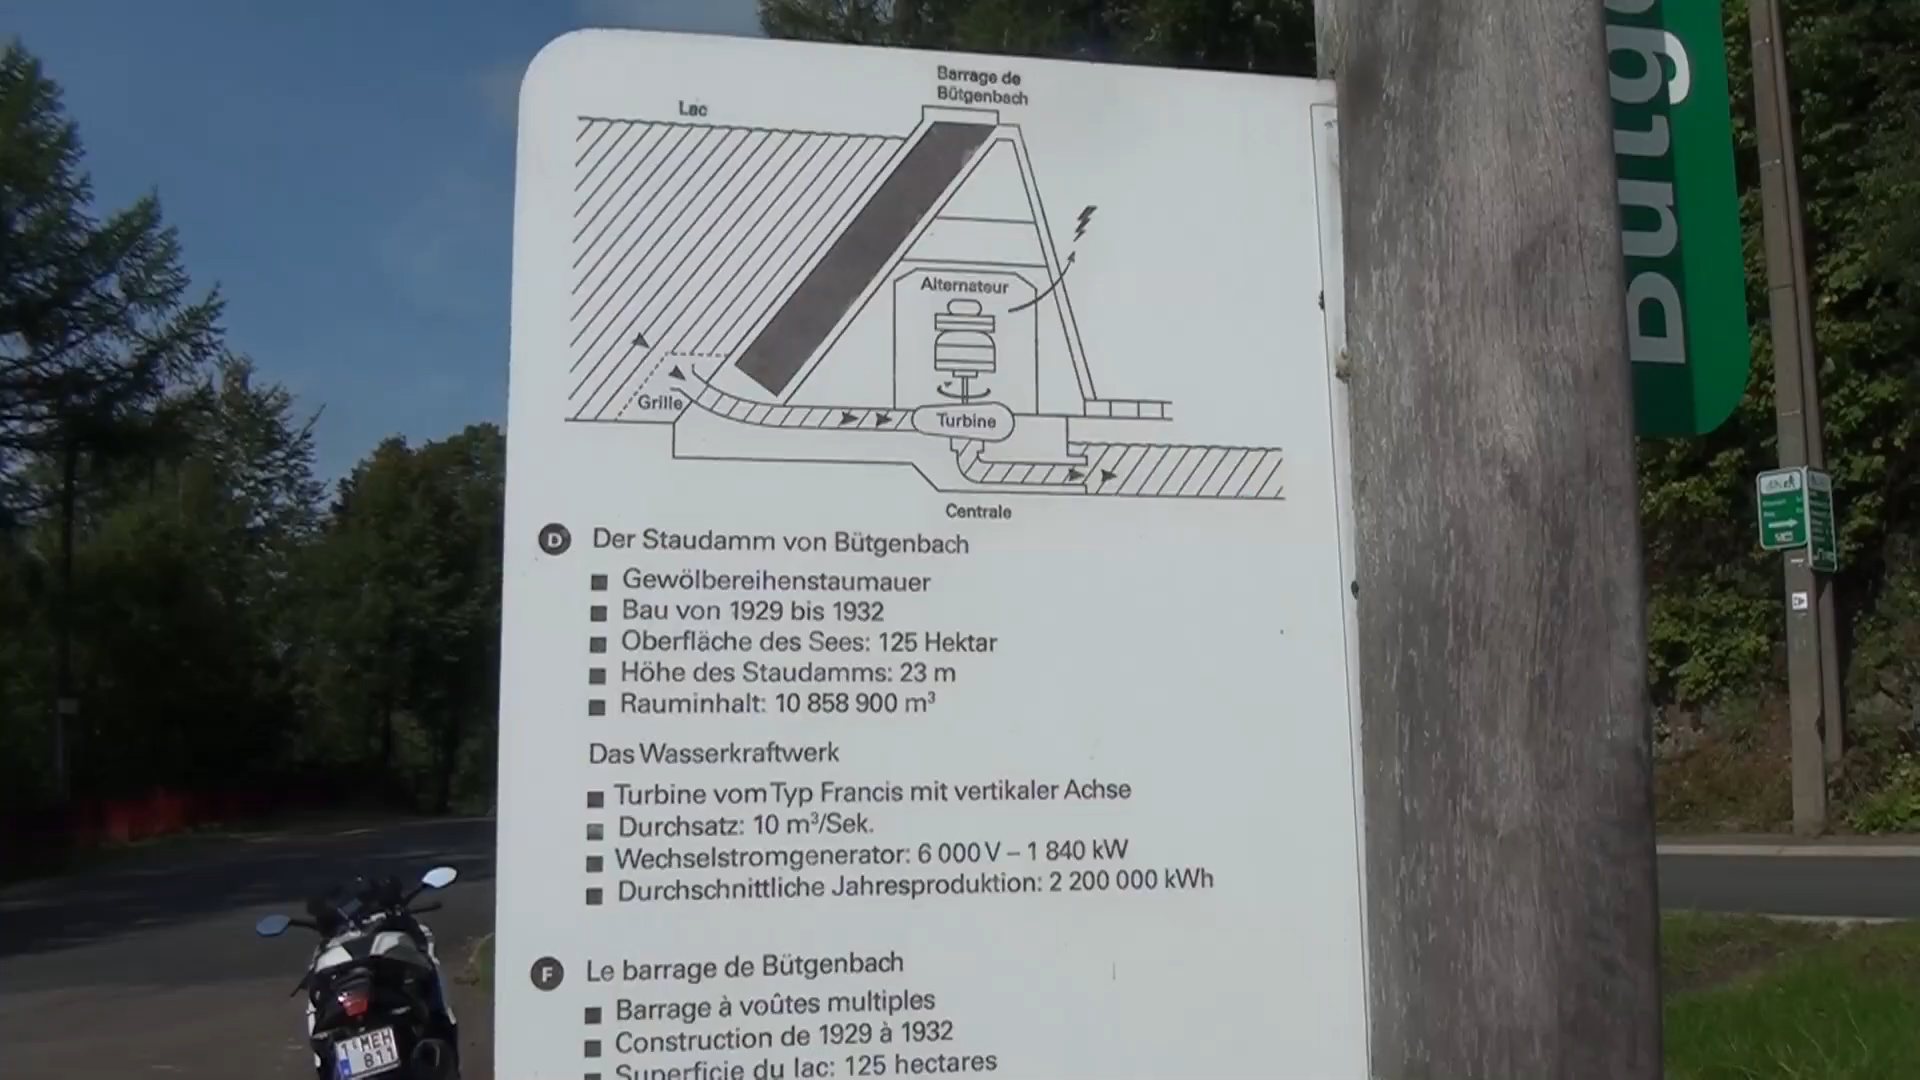 Barrage de
Bütgenbach
Lac
Alternateur
Grille
Turbine
Centrale
D Der Staudamm von Bütgenbach
Gewölbereihenstaumauer
Bau von 1929 bis 1932
Oberfläche des Sees: 125 Hektar
Höhe des Staudamms: 23 m
Rauminhalt: 10 858 900 m³
Das Wasserkraftwerk
Turbine vom Typ Francis mit vertikaler Achse
Durchsatz: 10 m³/Sek.
Wechselstromgenerator: 6 000 V – 1 840 kW
Durchschnittliche Jahresproduktion: 2 200 000 kWh
F Le barrage de Bütgenbach
Barrage à voûtes multiples
Construction de 1929 à 1932
Superficie du lac: 125 hectares
1-MEH
811